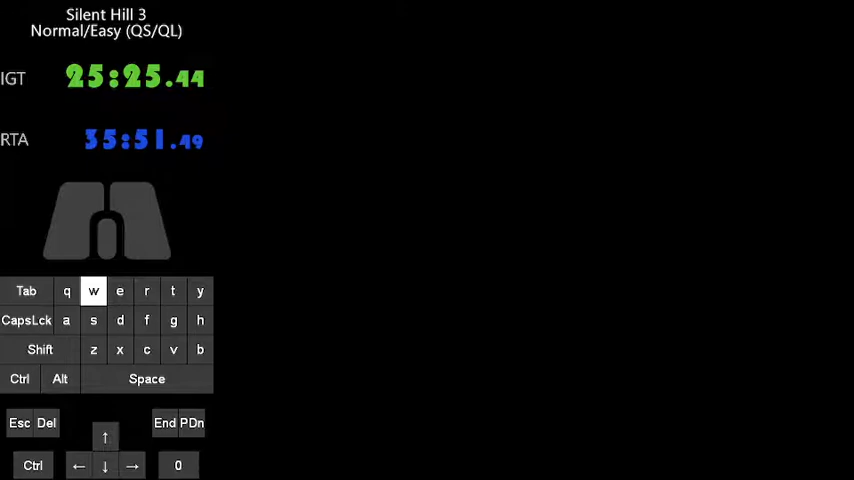 Silent Hill 3
Normal/Easy (QS/QL)
IGT 25:25.44
RTA 35:51.49
Tab q w e r t y
CapsLck a s d f g h
Shift z x c v b
Ctrl Alt Space
Esc Del End PDn
↑
Ctrl ← ↓ → 0